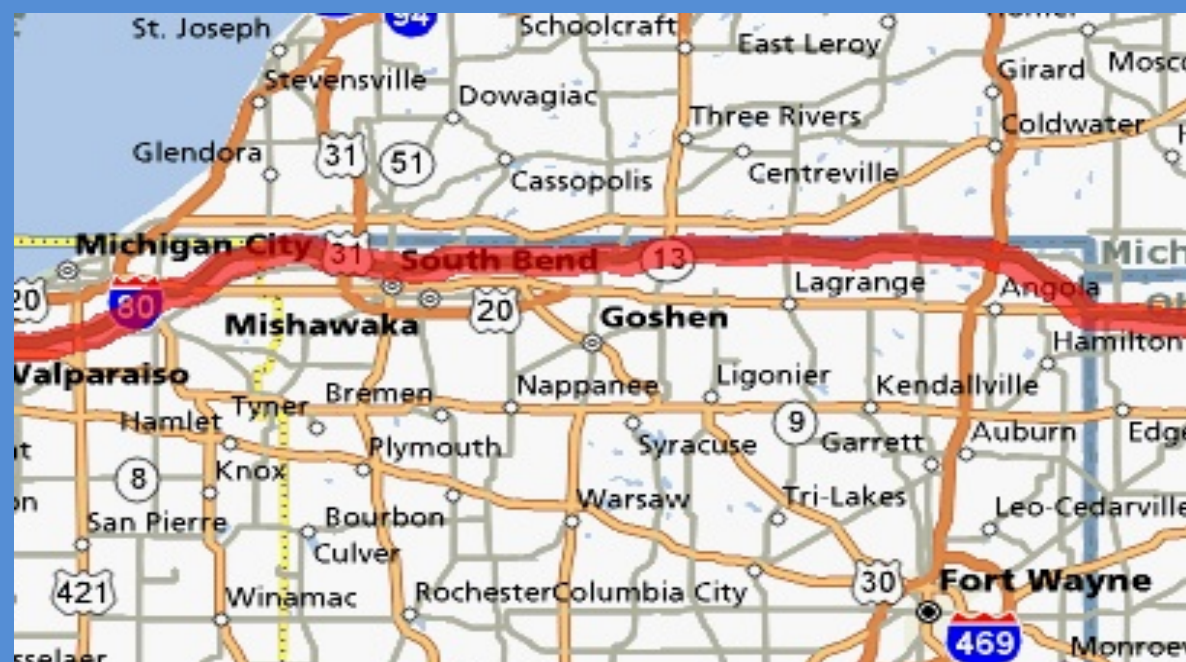 94
St. Joseph
Schoolcraft
East Leroy
Girard
Stevensville
Dowagiac
Three Rivers
Coldwater
Glendora
31
51
Cassopolis
Centreville
Michigan City
31
South Bend
13
Mich
20
80
Lagrange
Angola
Mishawaka
20
Goshen
Hamilton
Valparaiso
Bremen
Nappanee
Ligonier
Kendallville
Hamlet
Tyner
9
Plymouth
Syracuse
Garrett
Auburn
Knox
8
Warsaw
Tri-Lakes
Leo-Cedarville
San Pierre
Bourbon
Culver
421
Winamac
Rochester
Columbia City
30
Fort Wayne
469